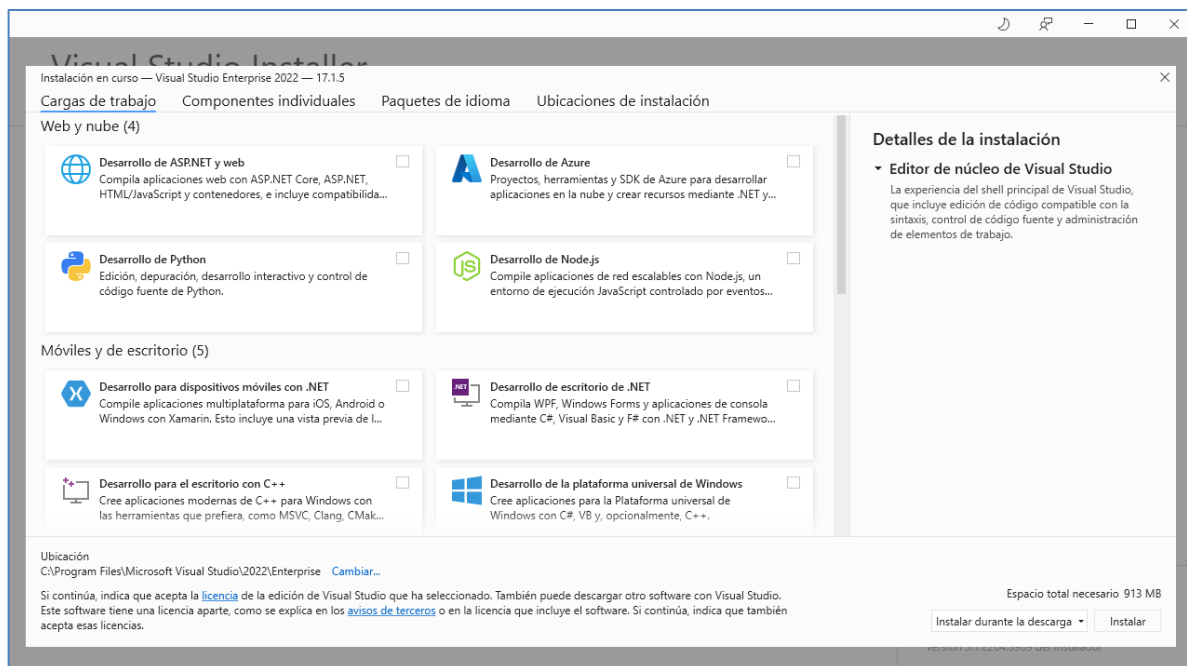 Visual Studio Installer
Instalación en curso — Visual Studio Enterprise 2022 — 17.1.5
Cargas de trabajo Componentes individuales Paquetes de idioma Ubicaciones de instalación
Web y nube (4)
Desarrollo de ASP.NET y web
Compila aplicaciones web con ASP.NET Core, ASP.NET,
HTML/JavaScript y contenedores, e incluye compatibilida...
Desarrollo de Azure
Proyectos, herramientas y SDK de Azure para desarrollar
aplicaciones en la nube y crear recursos mediante .NET y...
Desarrollo de Python
Edición, depuración, desarrollo interactivo y control de
código fuente de Python.
JS
Desarrollo de Node.js
Compile aplicaciones de red escalables con Node.js, un
entorno de ejecución JavaScript controlado por eventos...
Móviles y de escritorio (5)
Desarrollo para dispositivos móviles con .NET
Compile aplicaciones multiplataforma para iOS, Android o
Windows con Xamarin. Esto incluye una vista previa de l...
.NET
Desarrollo de escritorio de .NET
Compila WPF, Windows Forms y aplicaciones de consola
mediante C#, Visual Basic y F# con .NET y .NET Framewo...
Desarrollo para el escritorio con C++
Cree aplicaciones modernas de C++ para Windows con
las herramientas que prefiera, como MSVC, Clang, CMak...
Desarrollo de la plataforma universal de Windows
Cree aplicaciones para la Plataforma universal de
Windows con C#, VB y, opcionalmente, C++.
Detalles de la instalación
Editor de núcleo de Visual Studio
La experiencia del shell principal de Visual Studio,
que incluye edición de código compatible con la
sintaxis, control de código fuente y administración
de elementos de trabajo.
Ubicación
C:\Program Files\Microsoft Visual Studio\2022\Enterprise Cambiar...
Si continúa, indica que acepta la licencia de la edición de Visual Studio que ha seleccionado. También puede descargar otro software con Visual Studio.
Este software tiene una licencia aparte, como se explica en los avisos de terceros o en la licencia que incluye el software. Si continúa, indica que también
acepta esas licencias.
Espacio total necesario 913 MB
Instalar durante la descarga Instalar
del Instalador